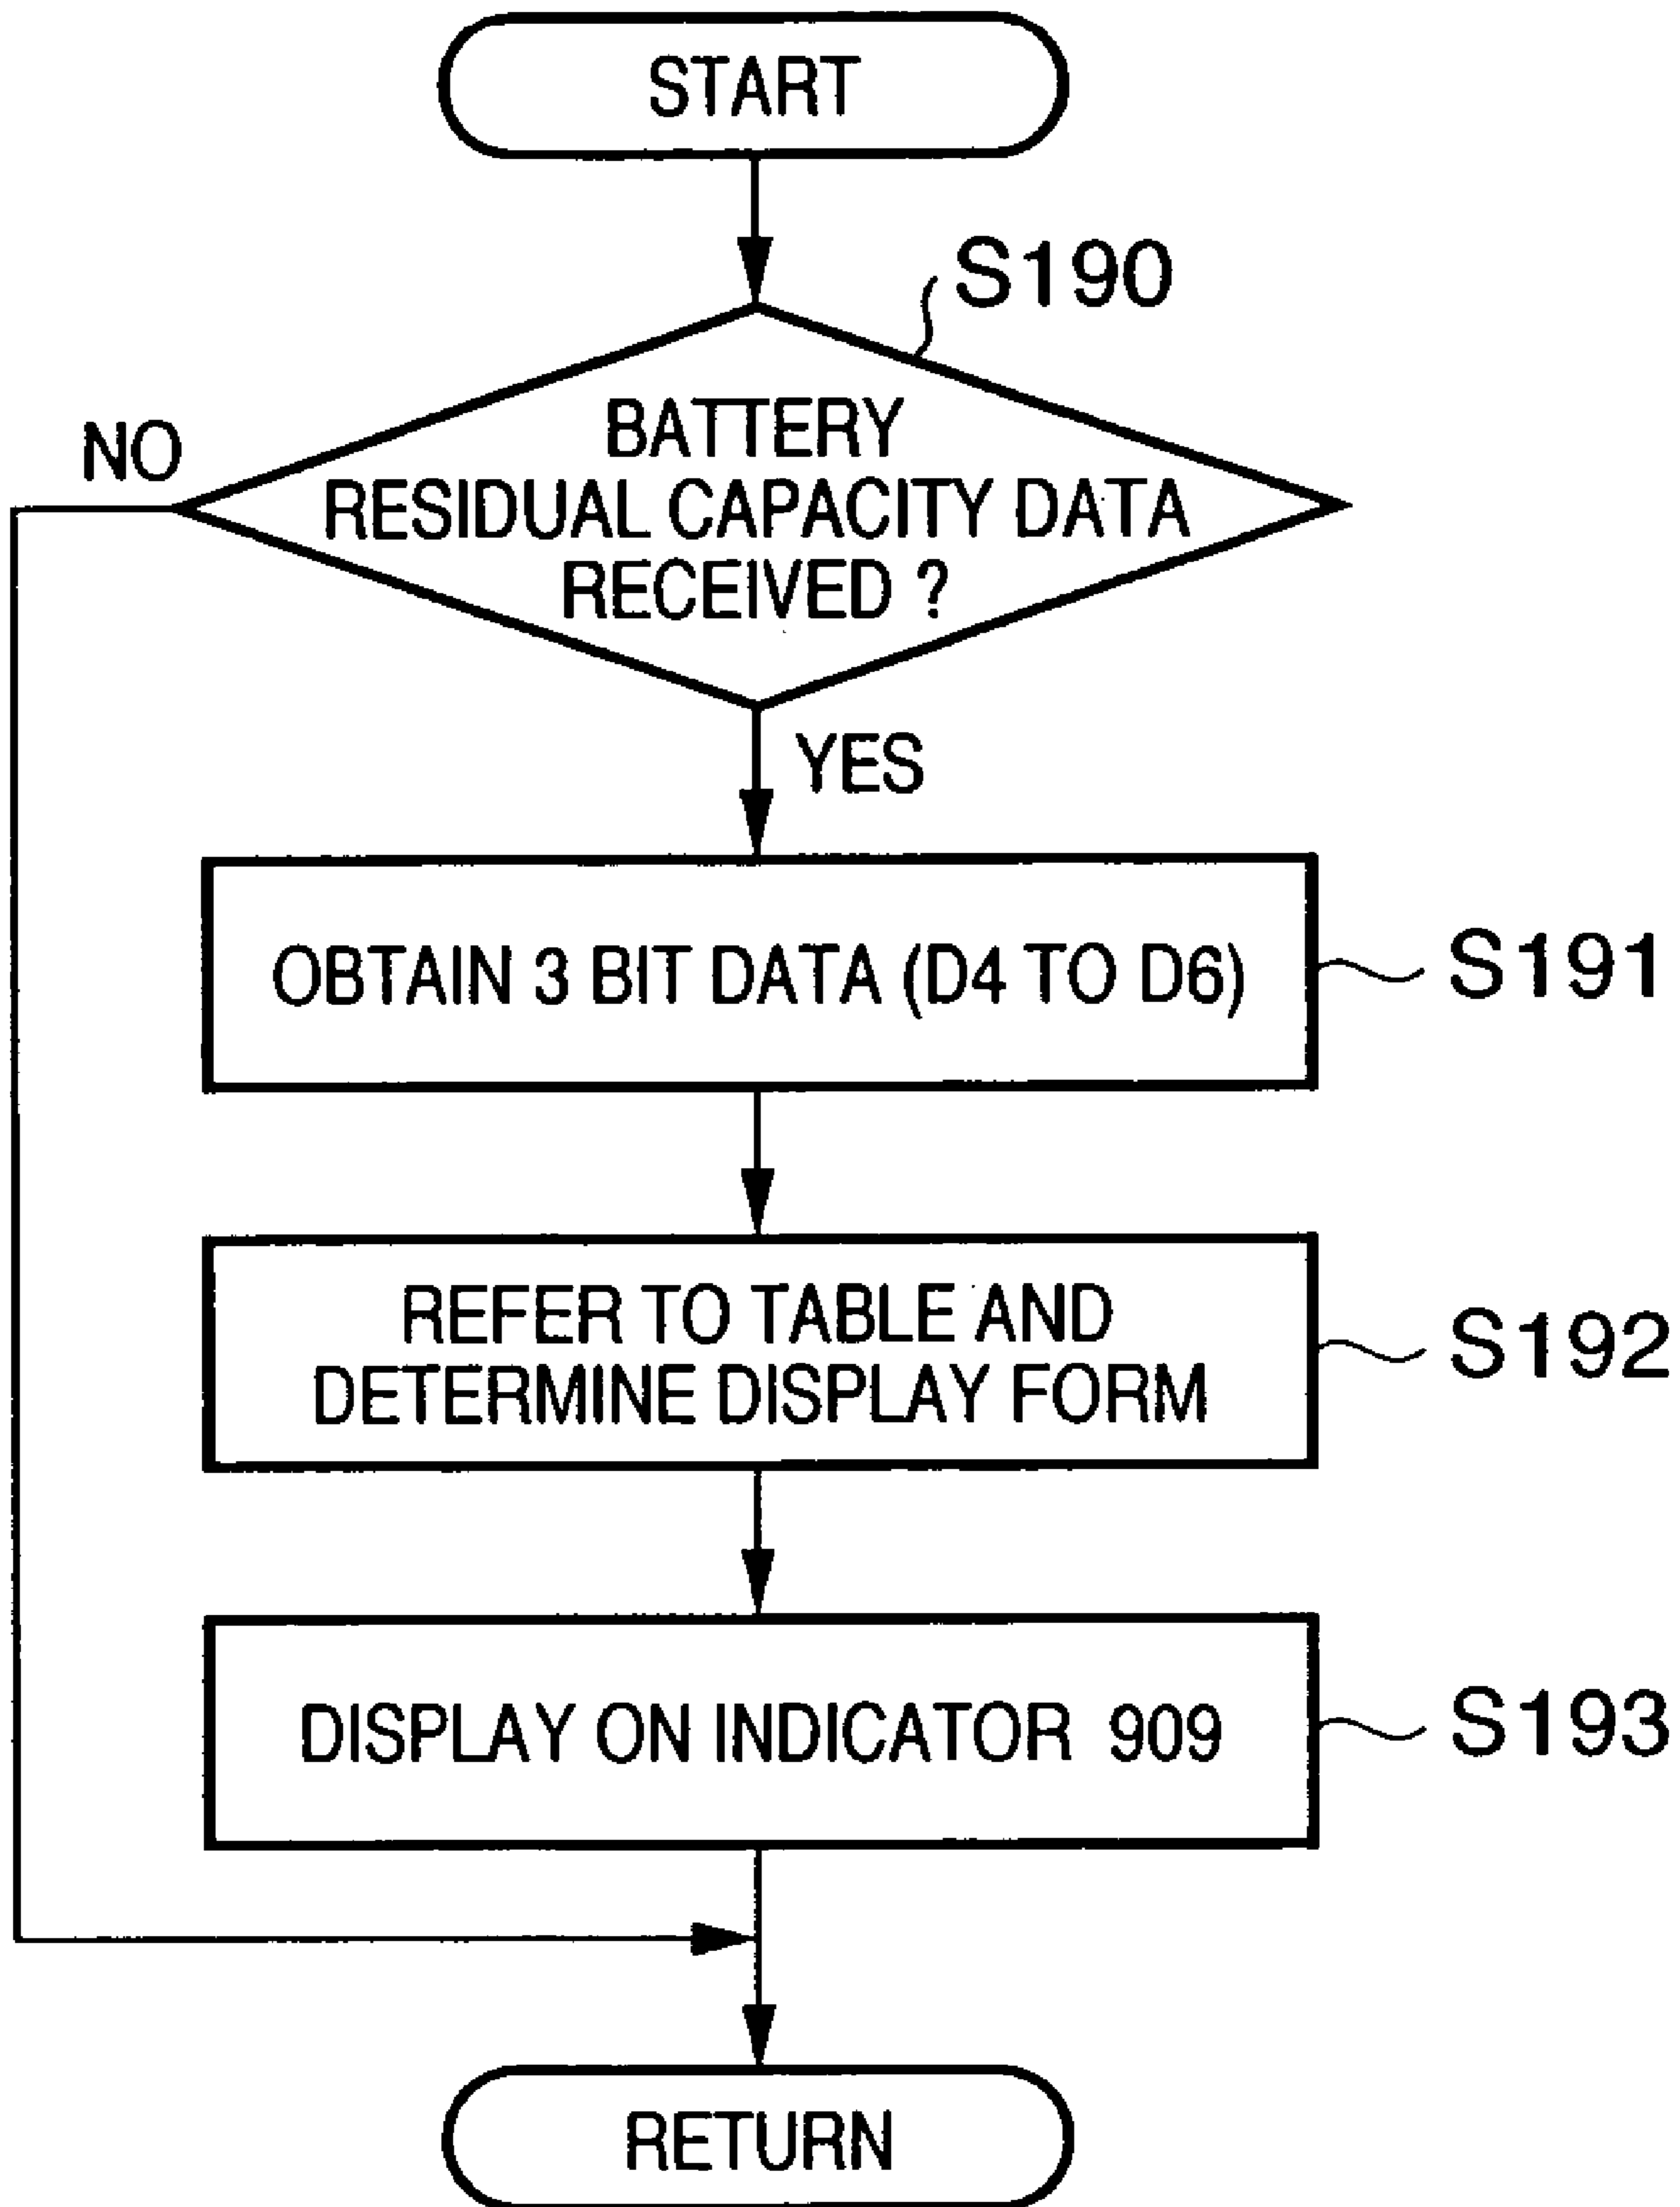 START
S190
NO
BATTERY
RESIDUAL CAPACITY DATA
RECEIVED ?
YES
OBTAIN 3 BIT DATA (D4 TO D6)
S191
REFER TO TABLE AND
DETERMINE DISPLAY FORM
S192
DISPLAY ON INDICATOR 909
S193
RETURN